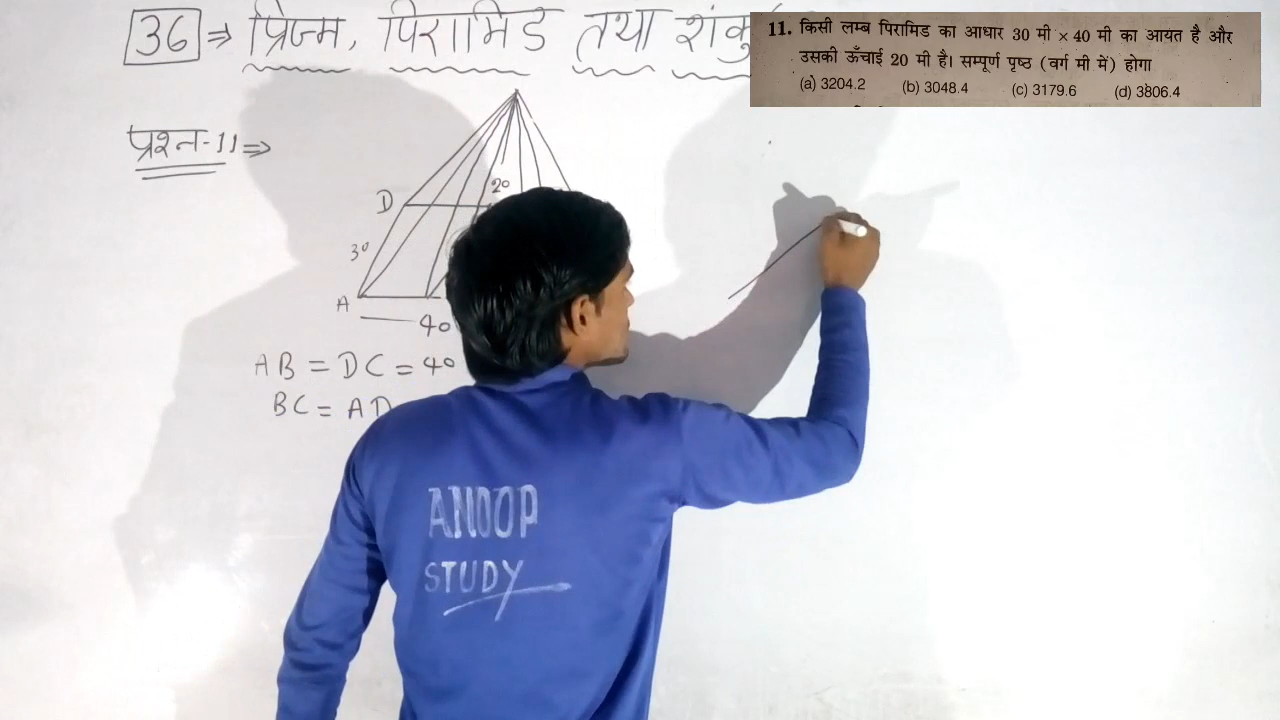 36 ⇒ प्रिज्म, पिरामिड तथा शंकु
11. किसी लम्ब पिरामिड का आधार 30 मी × 40 मी का आयत है और
उसकी ऊँचाई 20 मी है। सम्पूर्ण पृष्ठ (वर्ग मी में) होगा
(a) 3204.2 (b) 3048.4 (c) 3179.6 (d) 3806.4
प्रश्न-11 ⇒
20
D
30
A
40
AB = DC = 40
BC = AD
ANOOP
STUDY